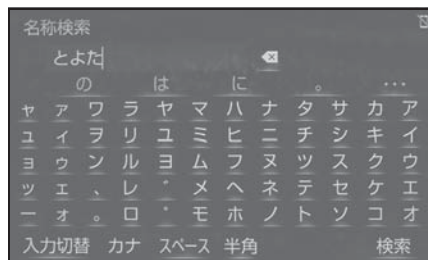 名称検索
とよた
の は に 。 …
ャ ァ ワ ラ ヤ マ ハ ナ タ サ カ ア
ュ ィ ヲ リ ユ ミ ヒ ニ チ シ キ イ
ョ ゥ ン ル ヨ ム フ ヌ ツ ス ク ウ
ッ ェ 、 レ ゛ メ ヘ ネ テ セ ケ エ
ー ォ 。 ロ ゜ モ ホ ノ ト ソ コ オ
入力切替 カナ スペース 半角 検索